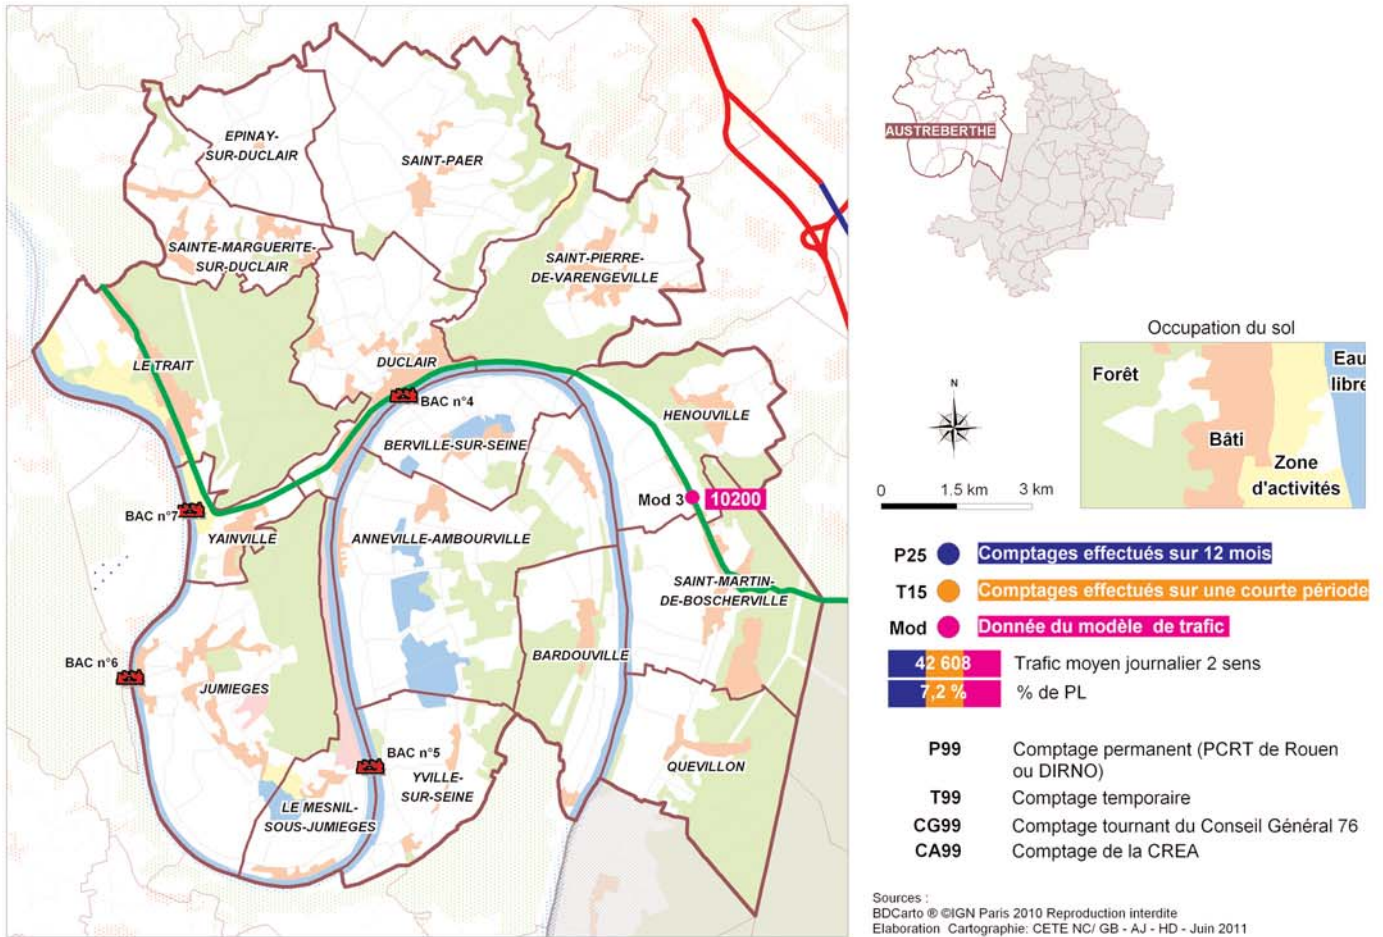 EPINAY-
SUR-DUCLAIR
SAINT-PAER
SAINTE-MARGUERITE-
SUR-DUCLAIR
SAINT-PIERRE-
DE-VARENGEVILLE
LE TRAIT
DUCLAIR
BAC n°4
HENOUVILLE
BERVILLE-SUR-SEINE
Mod 3
10200
BAC n°7
YAINVILLE
ANNEVILLE-AMBOURVILLE
SAINT-MARTIN-
DE-BOSCHERVILLE
BARDOUVILLE
BAC n°6
JUMIEGES
BAC n°5
QUEVILLON
YVILLE-
SUR-SEINE
LE MESNIL-
SOUS-JUMIEGES
AUSTREBERTHE
Occupation du sol
Forêt
Bâti
Zone
d'activités
Eau
libre
N
0 1.5 km 3 km
P25 Comptages effectués sur 12 mois
T15 Comptages effectués sur une courte période
Mod Donnée du modèle de trafic
42 608 Trafic moyen journalier 2 sens
7,2 % % de PL
P99 Comptage permanent (PCRT de Rouen
ou DIRNO)
T99 Comptage temporaire
CG99 Comptage tournant du Conseil Général 76
CA99 Comptage de la CREA
Sources :
BDCarto ® ©IGN Paris 2010 Reproduction interdite
Elaboration Cartographie: CETE NC/ GB - AJ - HD - Juin 2011